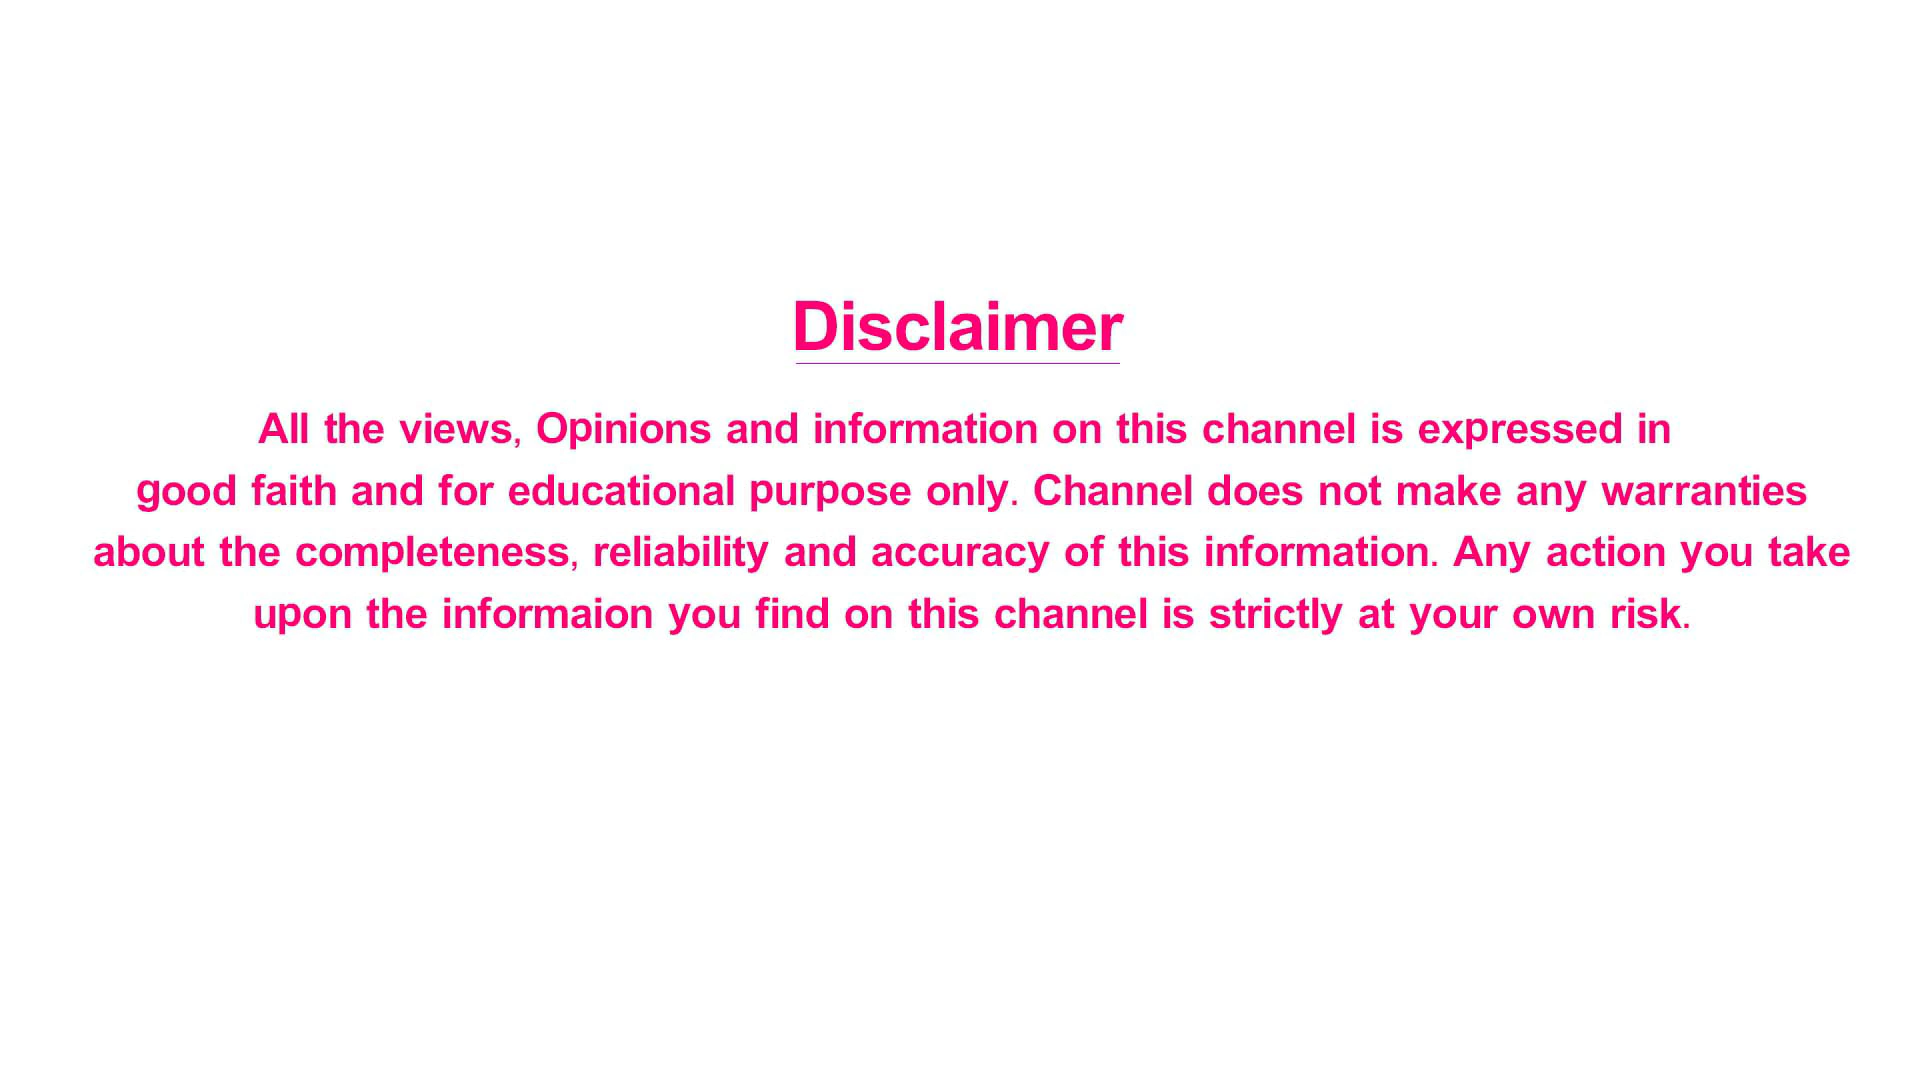 Disclaimer
All the views, Opinions and information on this channel is expressed in
good faith and for educational purpose only. Channel does not make any warranties
about the completeness, reliability and accuracy of this information. Any action you take
upon the informaion you find on this channel is strictly at your own risk.